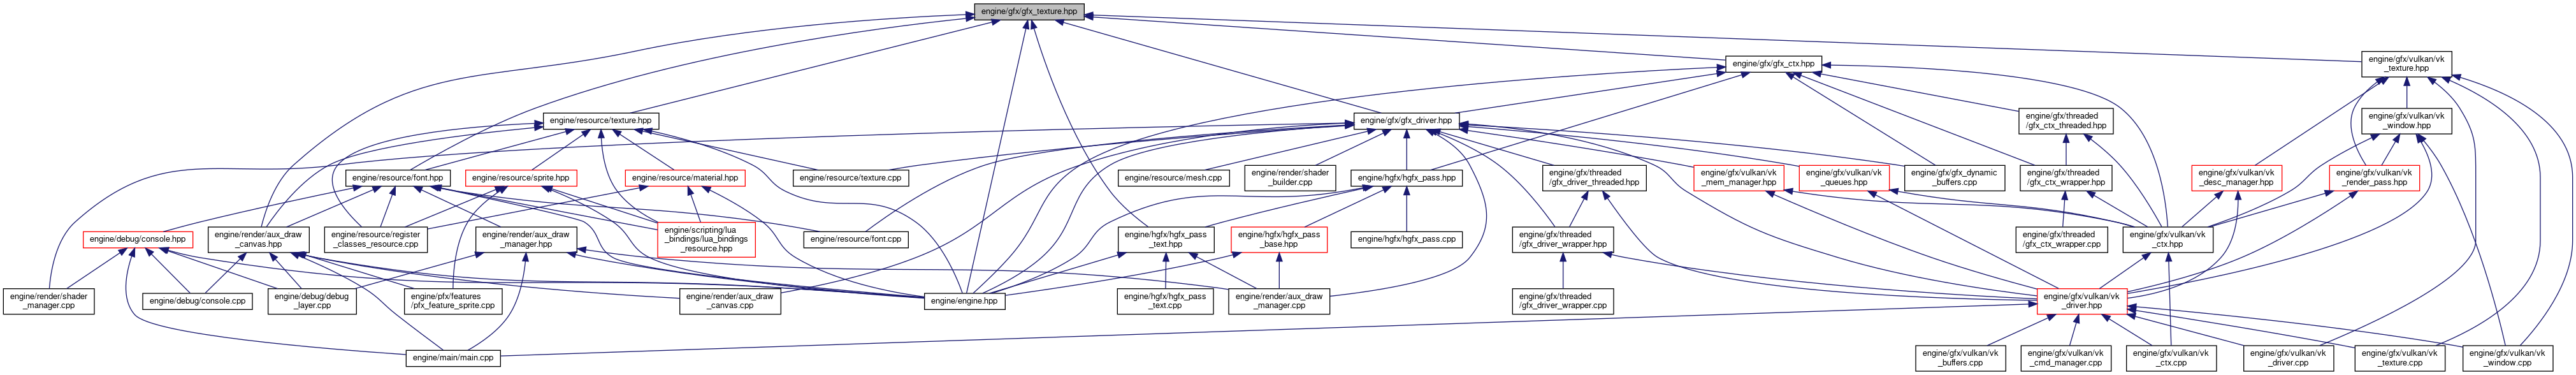 engine/gfx/gfx_texture.hpp
engine/gfx/gfx_ctx.hpp
engine/gfx/vulkan/vk
_texture.hpp
engine/resource/texture.hpp
engine/gfx/gfx_driver.hpp
engine/gfx/threaded
/gfx_ctx_threaded.hpp
engine/gfx/vulkan/vk
_window.hpp
engine/resource/font.hpp
engine/resource/sprite.hpp
engine/resource/material.hpp
engine/resource/texture.cpp
engine/resource/mesh.cpp
engine/render/shader
_builder.cpp
engine/hgfx/hgfx_pass.hpp
engine/gfx/threaded
/gfx_driver_threaded.hpp
engine/gfx/vulkan/vk
_mem_manager.hpp
engine/gfx/vulkan/vk
_queues.hpp
engine/gfx/gfx_dynamic
_buffers.cpp
engine/gfx/threaded
/gfx_ctx_wrapper.hpp
engine/gfx/vulkan/vk
_desc_manager.hpp
engine/gfx/vulkan/vk
_render_pass.hpp
engine/debug/console.hpp
engine/render/aux_draw
_canvas.hpp
engine/resource/register
_classes_resource.cpp
engine/render/aux_draw
_manager.hpp
engine/scripting/lua
_bindings/lua_bindings
_resource.hpp
engine/resource/font.cpp
engine/hgfx/hgfx_pass
_text.hpp
engine/hgfx/hgfx_pass
_base.hpp
engine/hgfx/hgfx_pass.cpp
engine/gfx/threaded
/gfx_driver_wrapper.hpp
engine/gfx/threaded
/gfx_ctx_wrapper.cpp
engine/gfx/vulkan/vk
_ctx.hpp
engine/render/shader
_manager.cpp
engine/debug/console.cpp
engine/debug/debug
_layer.cpp
engine/pfx/features
/pfx_feature_sprite.cpp
engine/render/aux_draw
_canvas.cpp
engine/engine.hpp
engine/hgfx/hgfx_pass
_text.cpp
engine/render/aux_draw
_manager.cpp
engine/gfx/threaded
/gfx_driver_wrapper.cpp
engine/gfx/vulkan/vk
_driver.hpp
engine/main/main.cpp
engine/gfx/vulkan/vk
_buffers.cpp
engine/gfx/vulkan/vk
_cmd_manager.cpp
engine/gfx/vulkan/vk
_ctx.cpp
engine/gfx/vulkan/vk
_driver.cpp
engine/gfx/vulkan/vk
_texture.cpp
engine/gfx/vulkan/vk
_window.cpp